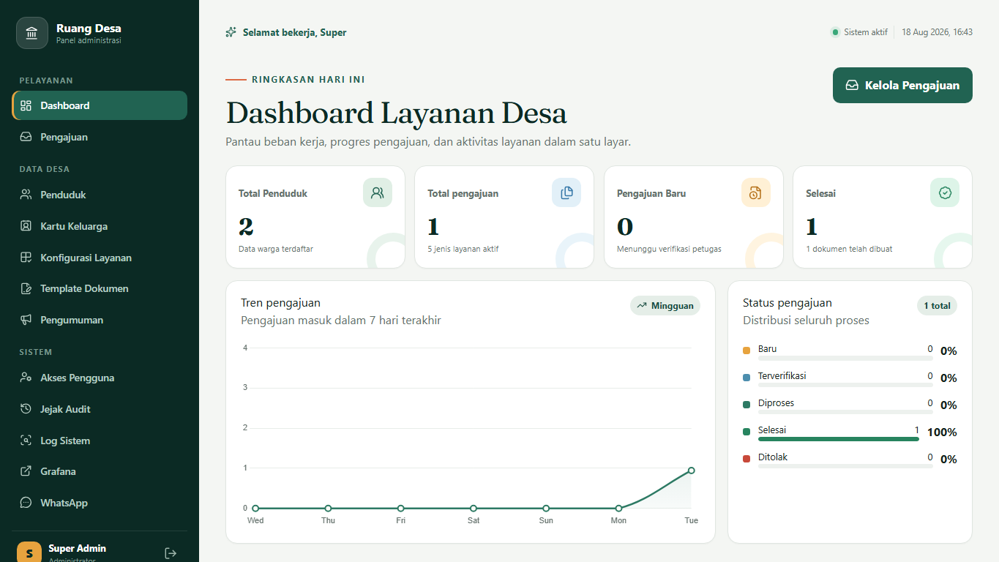 Ruang Desa
Panel administrasi
PELAYANAN
Dashboard
Pengajuan
DATA DESA
Penduduk
Kartu Keluarga
Konfigurasi Layanan
Template Dokumen
Pengumuman
SISTEM
Akses Pengguna
Jejak Audit
Log Sistem
Grafana
WhatsApp
S
Super Admin
Administrator
Selamat bekerja, Super
Sistem aktif
18 Aug 2026, 16:43
RINGKASAN HARI INI
Dashboard Layanan Desa
Pantau beban kerja, progres pengajuan, dan aktivitas layanan dalam satu layar.
Kelola Pengajuan
Total Penduduk
2
Data warga terdaftar
Total pengajuan
1
5 jenis layanan aktif
Pengajuan Baru
0
Menunggu verifikasi petugas
Selesai
1
1 dokumen telah dibuat
Tren pengajuan
Pengajuan masuk dalam 7 hari terakhir
Mingguan
4
3
2
1
0
Wed Thu Fri Sat Sun Mon Tue
Status pengajuan
Distribusi seluruh proses
1 total
Baru 0 0%
Terverifikasi 0 0%
Diproses 0 0%
Selesai 1 100%
Ditolak 0 0%